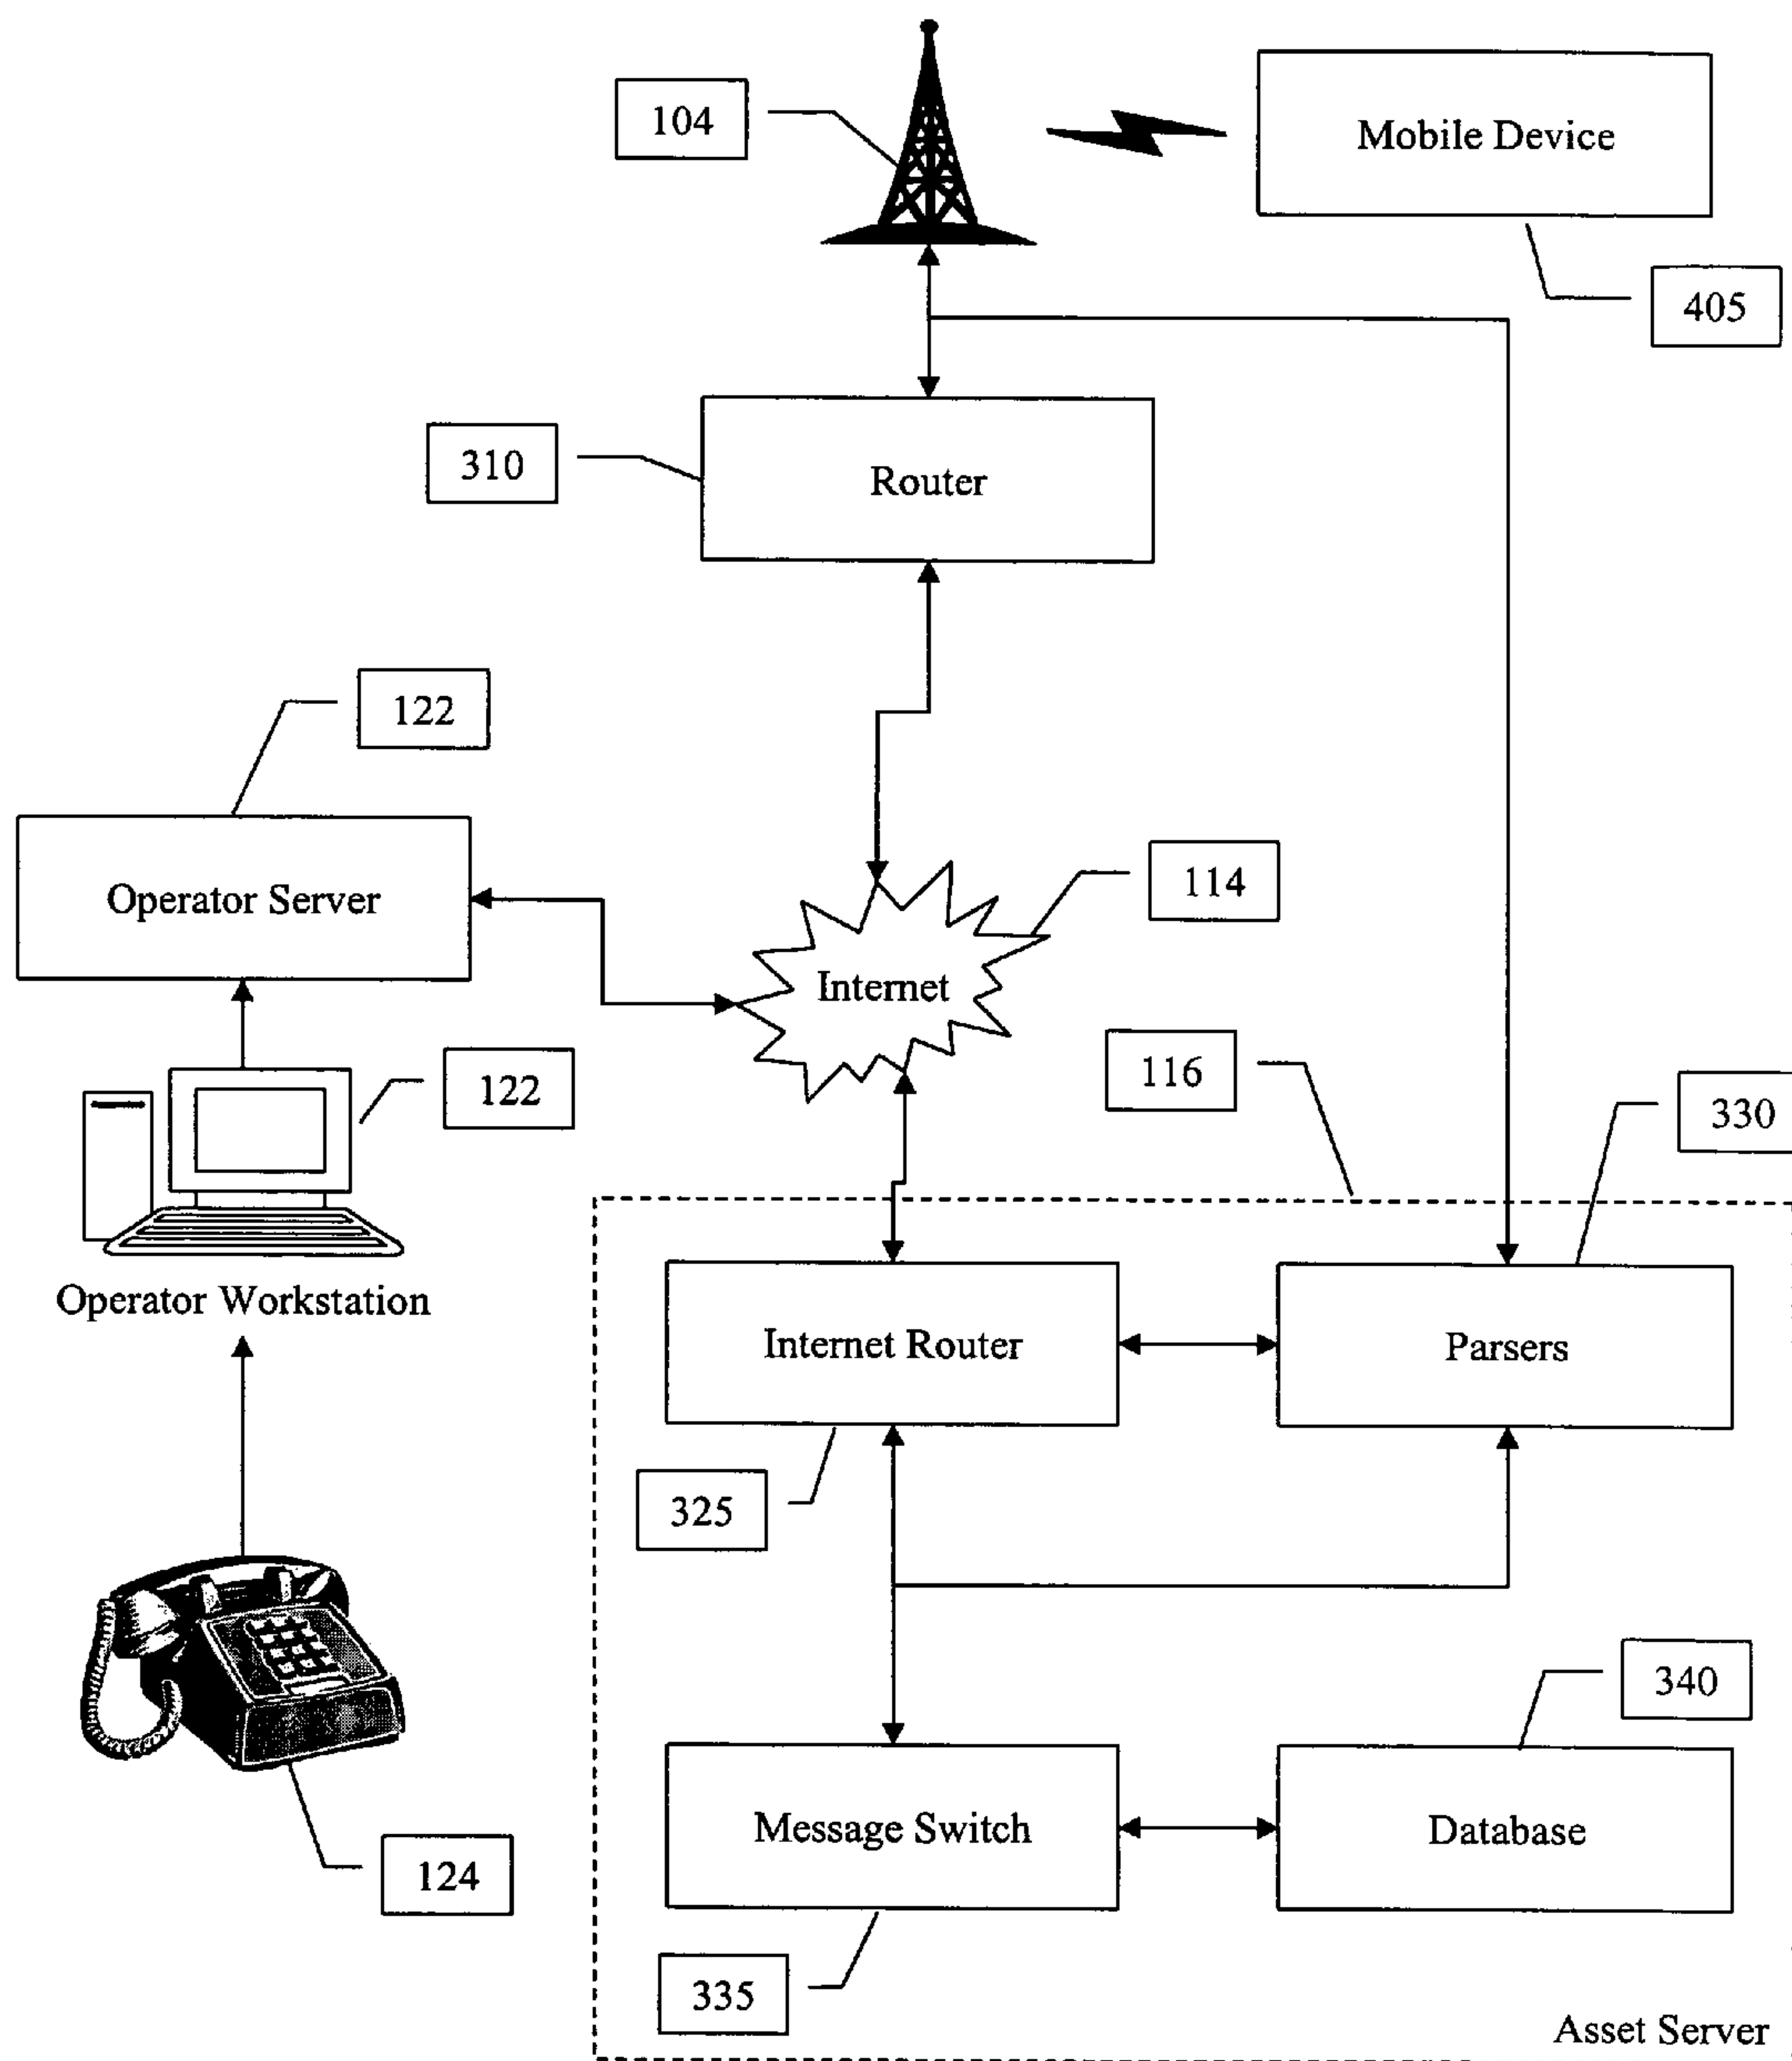 104
Mobile Device
405
310
Router
122
Operator Server
114
Internet
122
116
330
Operator Workstation
Internet Router
Parsers
325
340
Message Switch
Database
124
335
Asset Server